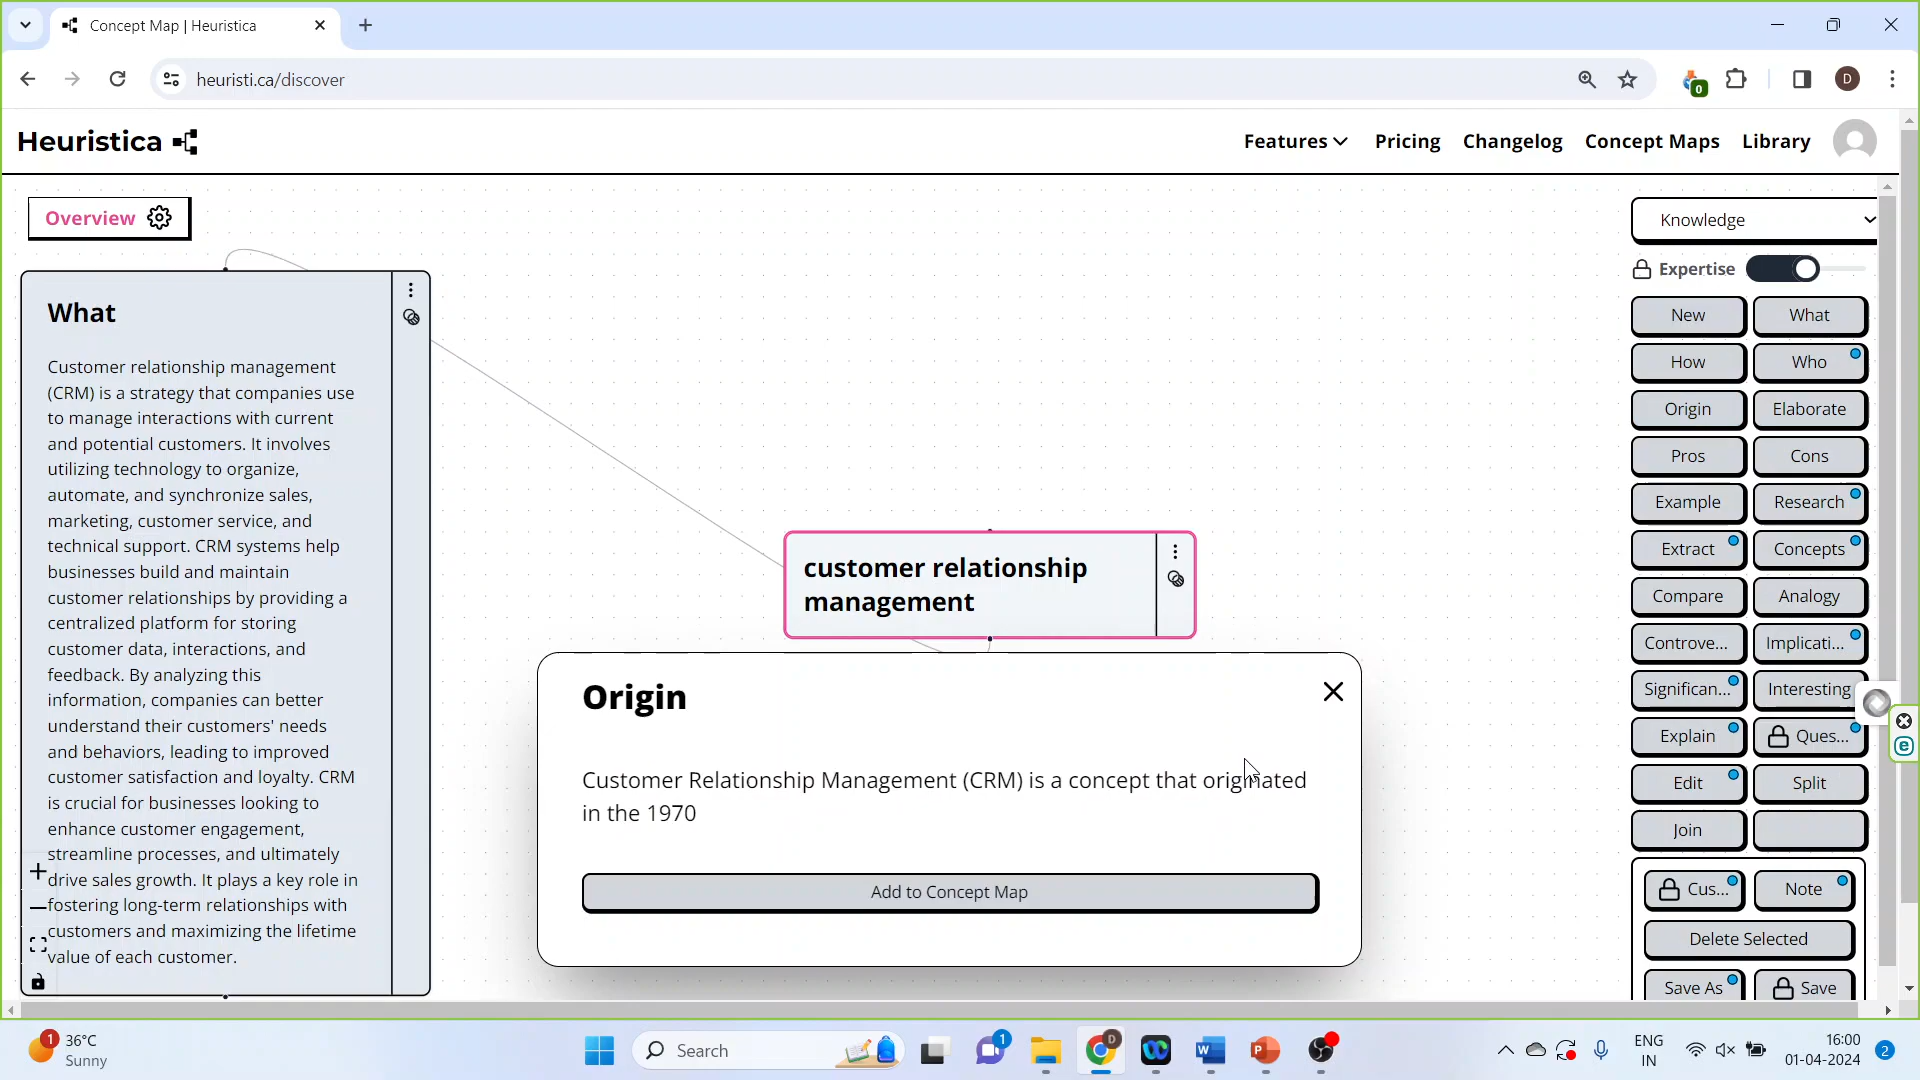 Concept Map | Heuristica
heuristi.ca/discover
0
D
Heuristica
Features
Pricing
Changelog
Concept Maps
Library
Overview
Knowledge
Expertise
What
Customer relationship management
(CRM) is a strategy that companies use
to manage interactions with current
and potential customers. It involves
utilizing technology to organize,
automate, and synchronize sales,
marketing, customer service, and
technical support. CRM systems help
businesses build and maintain
customer relationships by providing a
centralized platform for storing
customer data, interactions, and
feedback. By analyzing this
information, companies can better
understand their customers' needs
and behaviors, leading to improved
customer satisfaction and loyalty. CRM
is crucial for businesses looking to
enhance customer engagement,
streamline processes, and ultimately
drive sales growth. It plays a key role in
fostering long-term relationships with
customers and maximizing the lifetime
value of each customer.
customer relationship
management
Origin
Customer Relationship Management (CRM) is a concept that originated
in the 1970
Add to Concept Map
New
What
How
Who
Origin
Elaborate
Pros
Cons
Example
Research
Extract
Concepts
Compare
Analogy
Controve...
Implicati...
Significan...
Interesting
Explain
Ques...
Edit
Split
Join
Cus...
Note
Delete Selected
Save As
Save
1
36°C
Sunny
Search
1
D
ENG
IN
16:00
01-04-2024
2